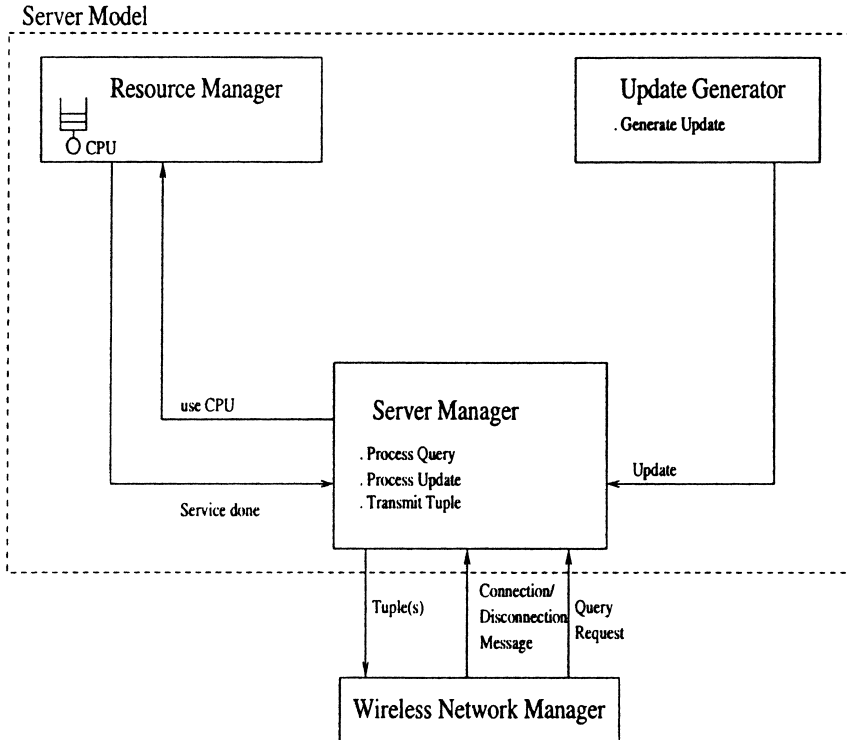 Server Model
Resource Manager
CPU
Update Generator
. Generate Update
use CPU
Service done
Server Manager
. Process Query
. Process Update
. Transmit Tuple
Update
Tuple(s)
Connection/
Disconnection
Message
Query
Request
Wireless Network Manager